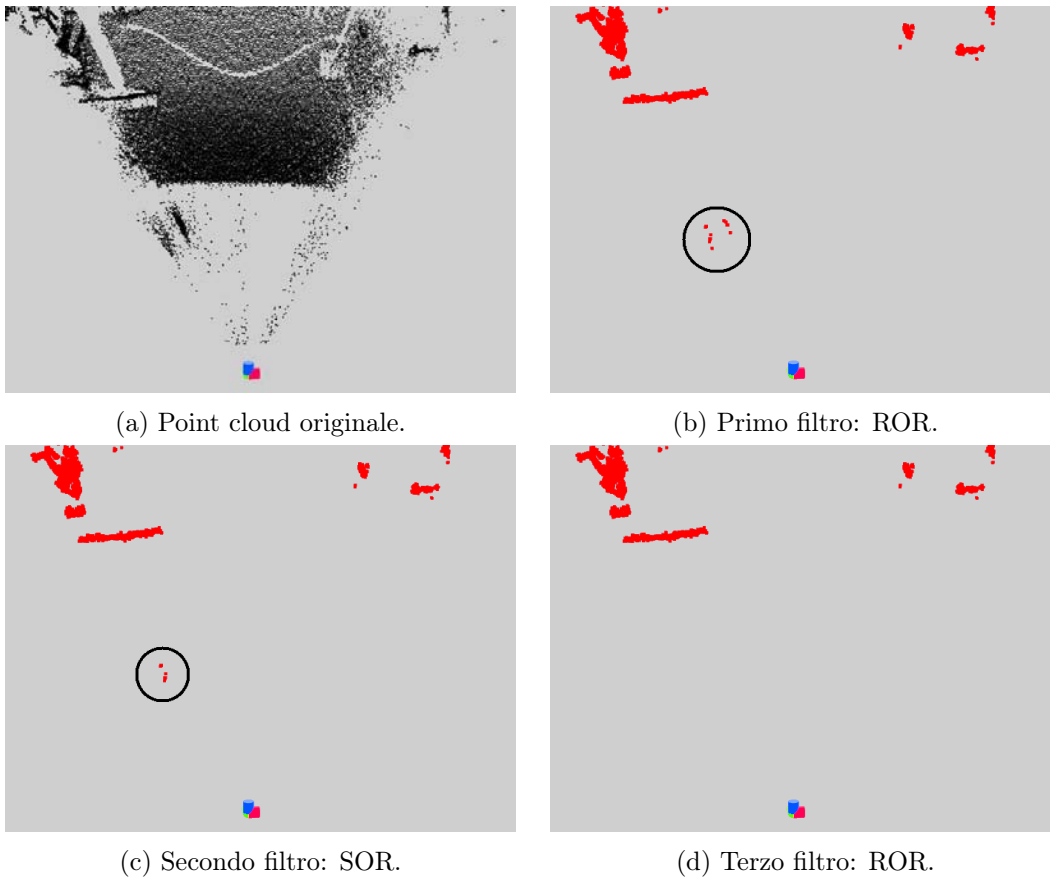 (a) Point cloud originale.
(b) Primo filtro: ROR.
(c) Secondo filtro: SOR.
(d) Terzo filtro: ROR.